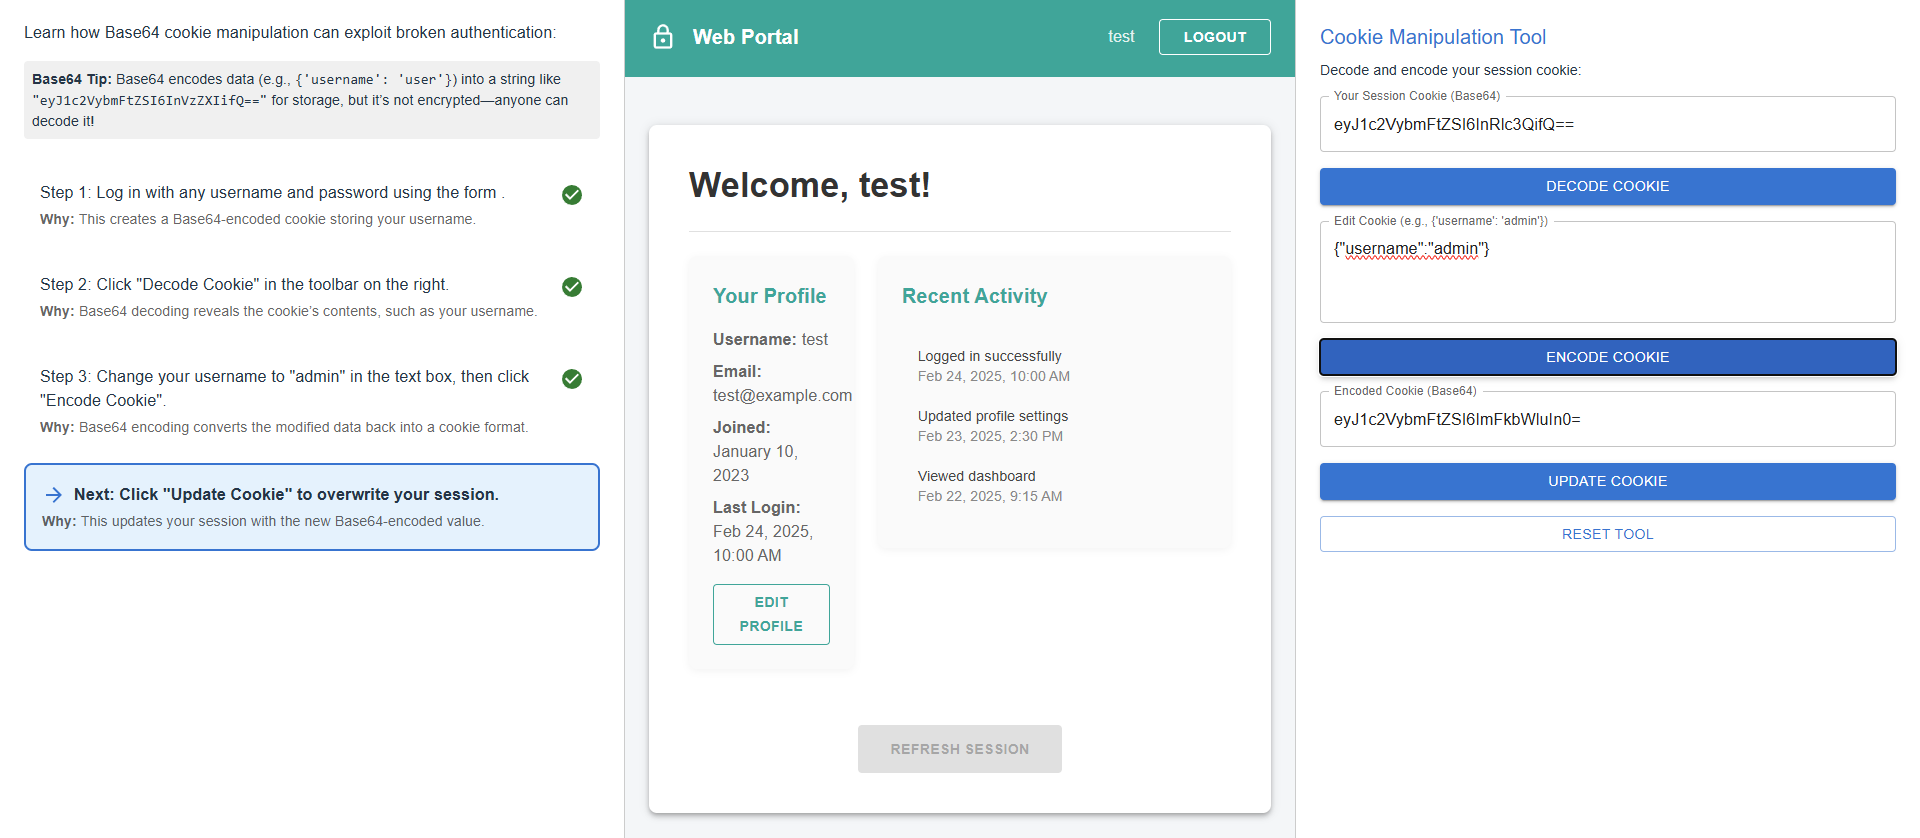 Learn how Base64 cookie manipulation can exploit broken authentication:
Base64 Tip: Base64 encodes data (e.g., {'username': 'user'}) into a string like
"eyJ1c2VybmFtZSI6InVzZXIifQ==" for storage, but it’s not encrypted—anyone can
decode it!
Step 1: Log in with any username and password using the form .
Why: This creates a Base64-encoded cookie storing your username.
Step 2: Click "Decode Cookie" in the toolbar on the right.
Why: Base64 decoding reveals the cookie’s contents, such as your username.
Step 3: Change your username to "admin" in the text box, then click
"Encode Cookie".
Why: Base64 encoding converts the modified data back into a cookie format.
Next: Click "Update Cookie" to overwrite your session.
Why: This updates your session with the new Base64-encoded value.
Web Portal
test
LOGOUT
Welcome, test!
Your Profile
Username: test
Email:
test@example.com
Joined:
January 10,
2023
Last Login:
Feb 24, 2025,
10:00 AM
EDIT
PROFILE
Recent Activity
Logged in successfully
Feb 24, 2025, 10:00 AM
Updated profile settings
Feb 23, 2025, 2:30 PM
Viewed dashboard
Feb 22, 2025, 9:15 AM
REFRESH SESSION
Cookie Manipulation Tool
Decode and encode your session cookie:
Your Session Cookie (Base64)
eyJ1c2VybmFtZSI6InRlc3QifQ==
DECODE COOKIE
Edit Cookie (e.g., {'username': 'admin'})
{"username":"admin"}
ENCODE COOKIE
Encoded Cookie (Base64)
eyJ1c2VybmFtZSI6ImFkbWluIn0=
UPDATE COOKIE
RESET TOOL